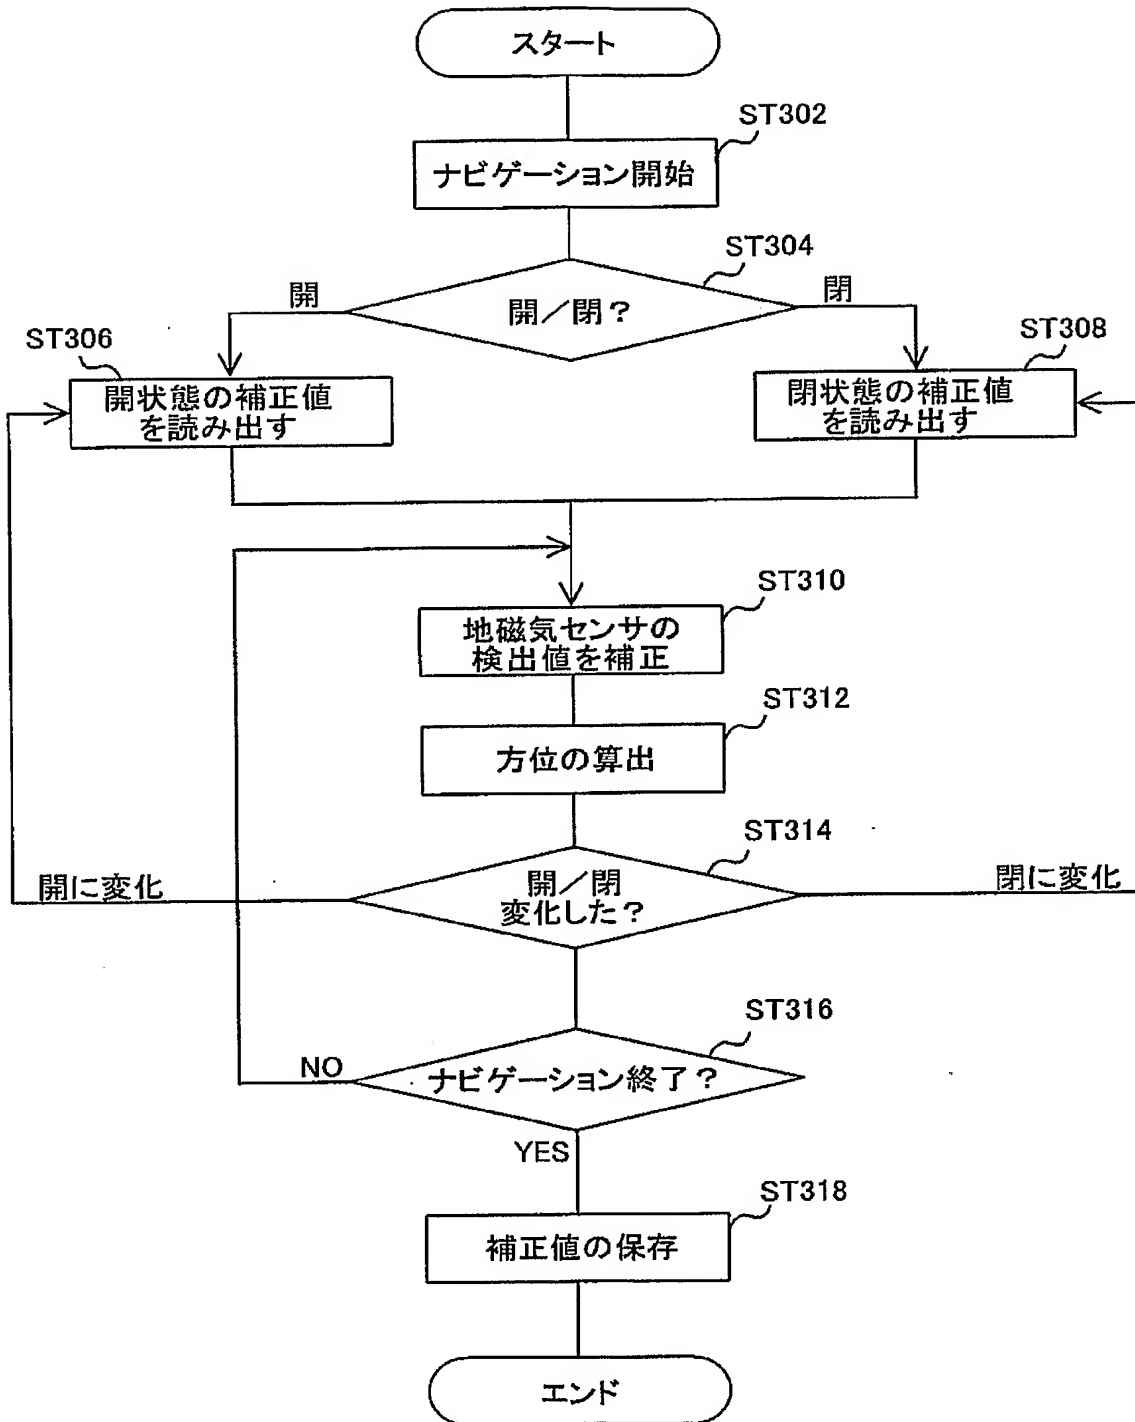 スタート
ST302
ナビゲーション開始
ST304
開／閉？
開
閉
ST306
開状態の補正値
を読み出す
ST308
閉状態の補正値
を読み出す
ST310
地磁気センサの
検出値を補正
ST312
方位の算出
ST314
開／閉
変化した？
開に変化
閉に変化
ST316
ナビゲーション終了？
NO
YES
ST318
補正値の保存
エンド